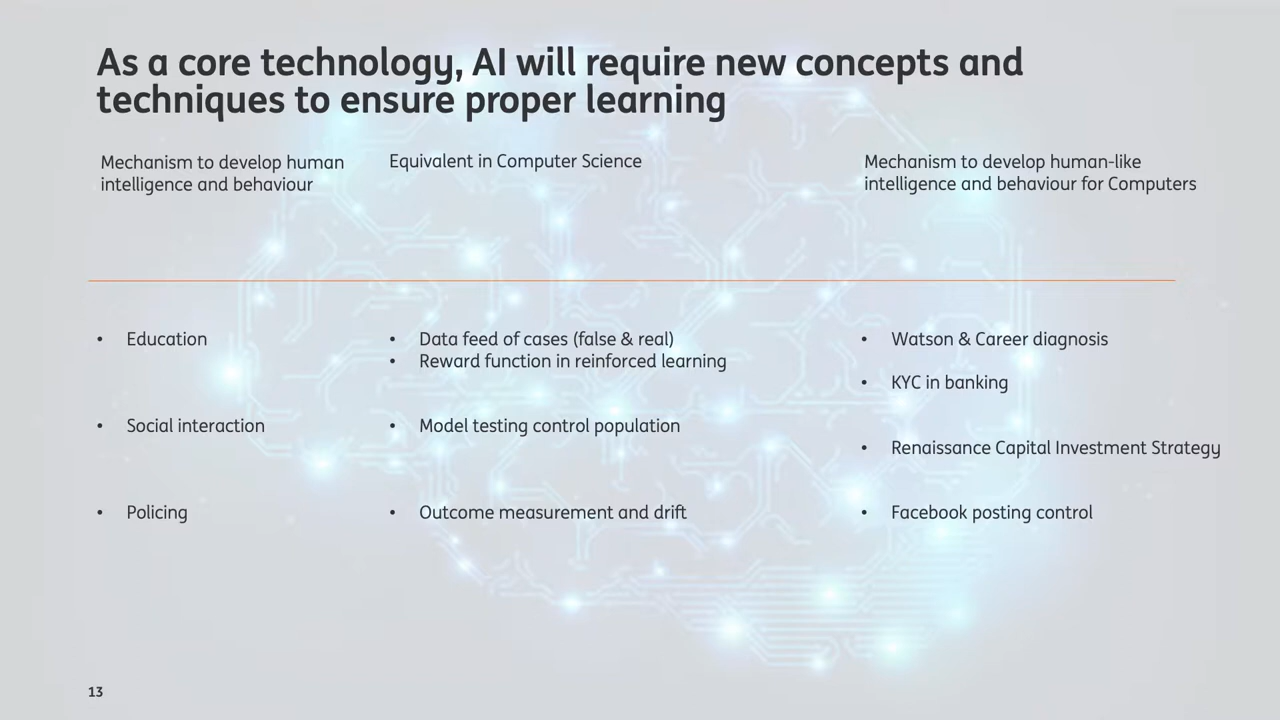 As a core technology, AI will require new concepts and
techniques to ensure proper learning
Mechanism to develop human
intelligence and behaviour
Equivalent in Computer Science
Mechanism to develop human-like
intelligence and behaviour for Computers
• Education
• Data feed of cases (false & real)
• Reward function in reinforced learning
• Watson & Career diagnosis
• KYC in banking
• Social interaction
• Model testing control population
• Renaissance Capital Investment Strategy
• Policing
• Outcome measurement and drift
• Facebook posting control
13